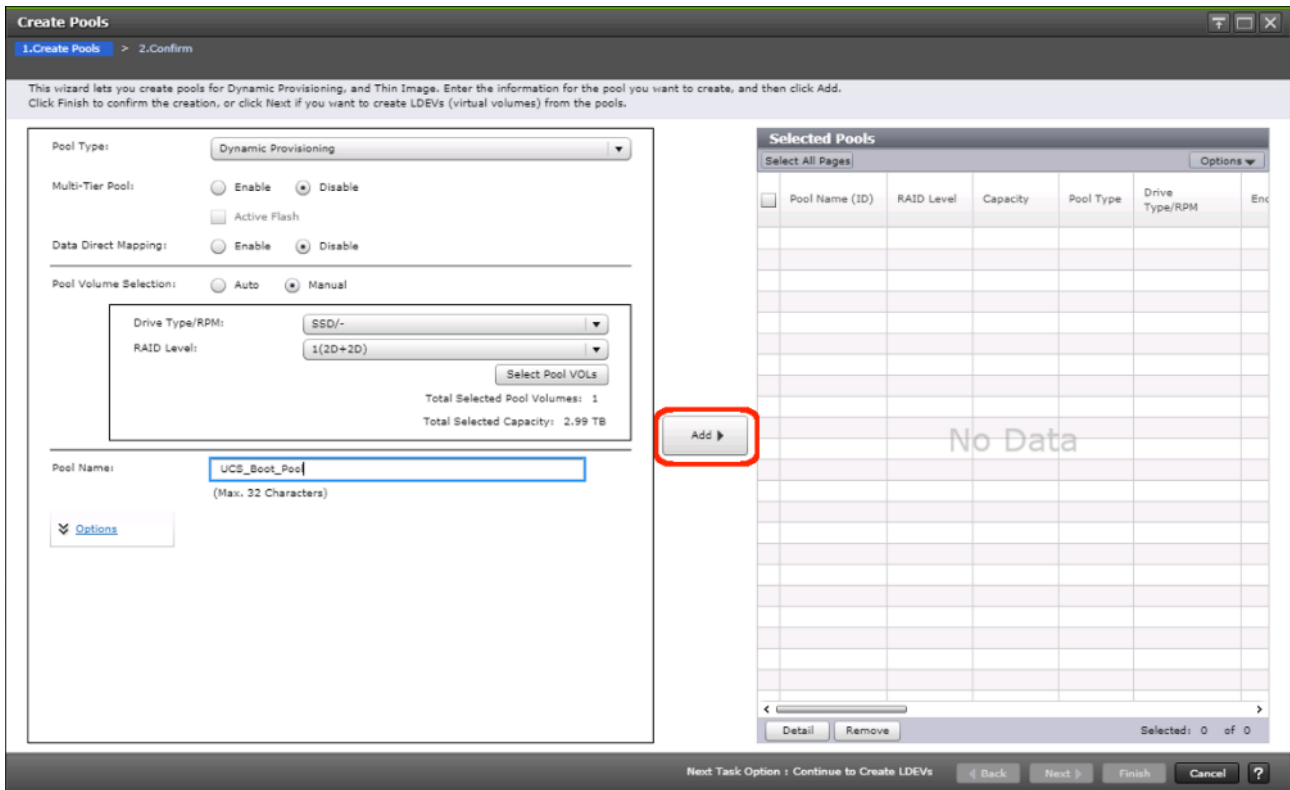 Create Pools
1.Create Pools > 2.Confirm
This wizard lets you create pools for Dynamic Provisioning, and Thin Image. Enter the information for the pool you want to create, and then click Add.
Click Finish to confirm the creation, or click Next if you want to create LDEVs (virtual volumes) from the pools.
Pool Type: Dynamic Provisioning
Multi-Tier Pool: Enable Disable
Active Flash
Data Direct Mapping: Enable Disable
Pool Volume Selection: Auto Manual
Drive Type/RPM: SSD/-
RAID Level: 1(2D+2D)
Select Pool VOLs
Total Selected Pool Volumes: 1
Total Selected Capacity: 2.99 TB
Pool Name: UCS_Boot_Pool
(Max. 32 Characters)
Options
Add
Selected Pools
Select All Pages Options
Pool Name (ID) RAID Level Capacity Pool Type Drive Type/RPM Enc
No Data
Detail Remove Selected: 0 of 0
Next Task Option : Continue to Create LDEVs Back Next Finish Cancel ?